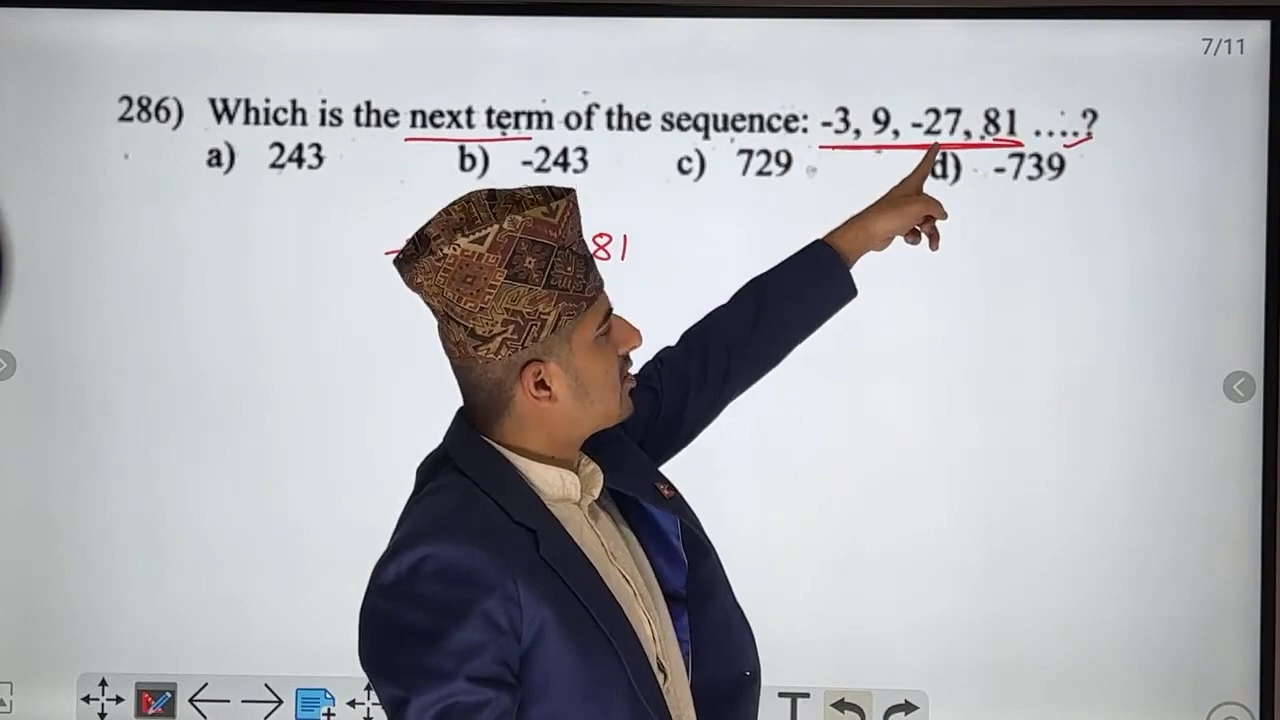 7/11
286) Which is the next term of the sequence: -3, 9, -27, 81 ....?
a) 243 b) -243 c) 729 d) -739
81